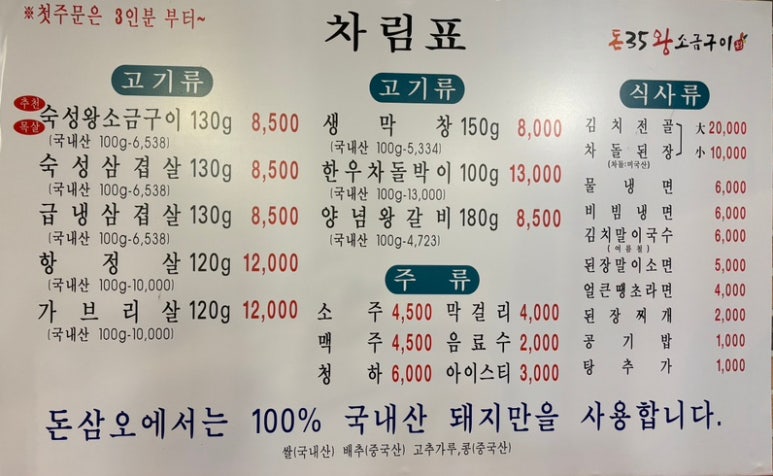 ※첫주문은 3인분 부터~
차림표
돈35왕소금구이
고기류
추천
목살
숙성왕소금구이 130g 8,500
(국내산 100g-6,538)
숙성삼겹살 130g 8,500
(국내산 100g-6,538)
급냉삼겹살 130g 8,500
(국내산 100g-6,538)
항정살 120g 12,000
(국내산 100g-10,000)
가브리살 120g 12,000
(국내산 100g-10,000)
고기류
생막창 150g 8,000
(국내산 100g-5,334)
한우차돌박이 100g 13,000
(국내산 100g-13,000)
양념왕갈비 180g 8,500
(국내산 100g-4,723)
주류
소주 4,500 막걸리 4,000
맥주 4,500 음료수 2,000
청하 6,000 아이스티 3,000
식사류
김치전골 大 20,000
차돌된장 小 10,000
(차돌:미국산)
물냉면 6,000
비빔냉면 6,000
김치말이국수 6,000
(여름철)
된장말이소면 5,000
얼큰땡초라면 4,000
된장찌개 2,000
공기밥 1,000
탕추가 1,000
돈삼오에서는 100% 국내산 돼지만을 사용합니다.
쌀(국내산) 배추(중국산) 고추가루,콩(중국산)